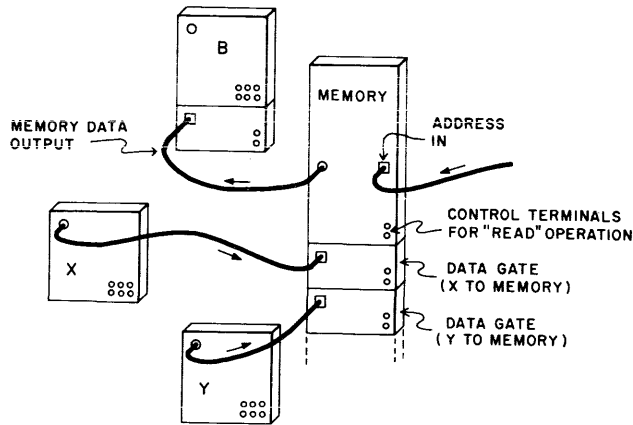 B
MEMORY
MEMORY DATA
OUTPUT
ADDRESS
IN
CONTROL TERMINALS
FOR "READ" OPERATION
X
DATA GATE
(X TO MEMORY)
DATA GATE
(Y TO MEMORY)
Y